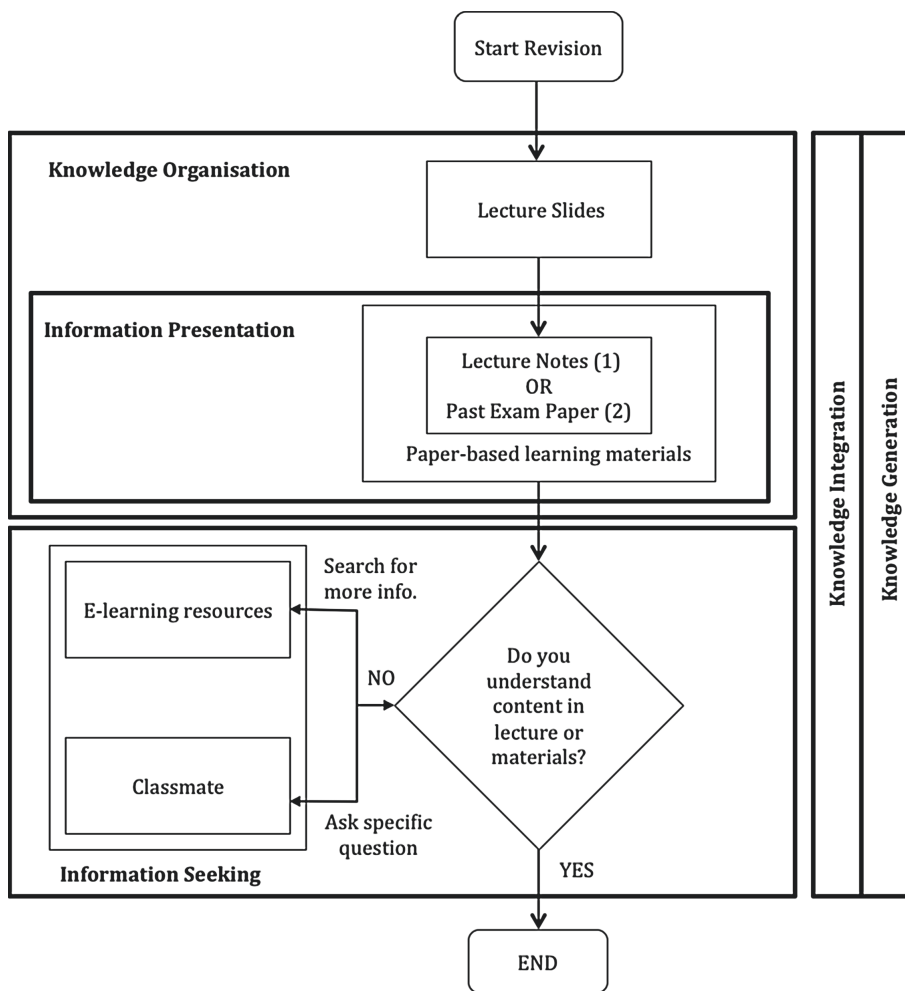 Start Revision
Knowledge Organisation
Lecture Slides
Information Presentation
Lecture Notes (1)
OR
Past Exam Paper (2)
Paper-based learning materials
Search for
more info.
E-learning resources
NO
Do you
understand
content in
lecture or
materials?
Classmate
Ask specific
question
Information Seeking
YES
END
Knowledge Integration
Knowledge Generation